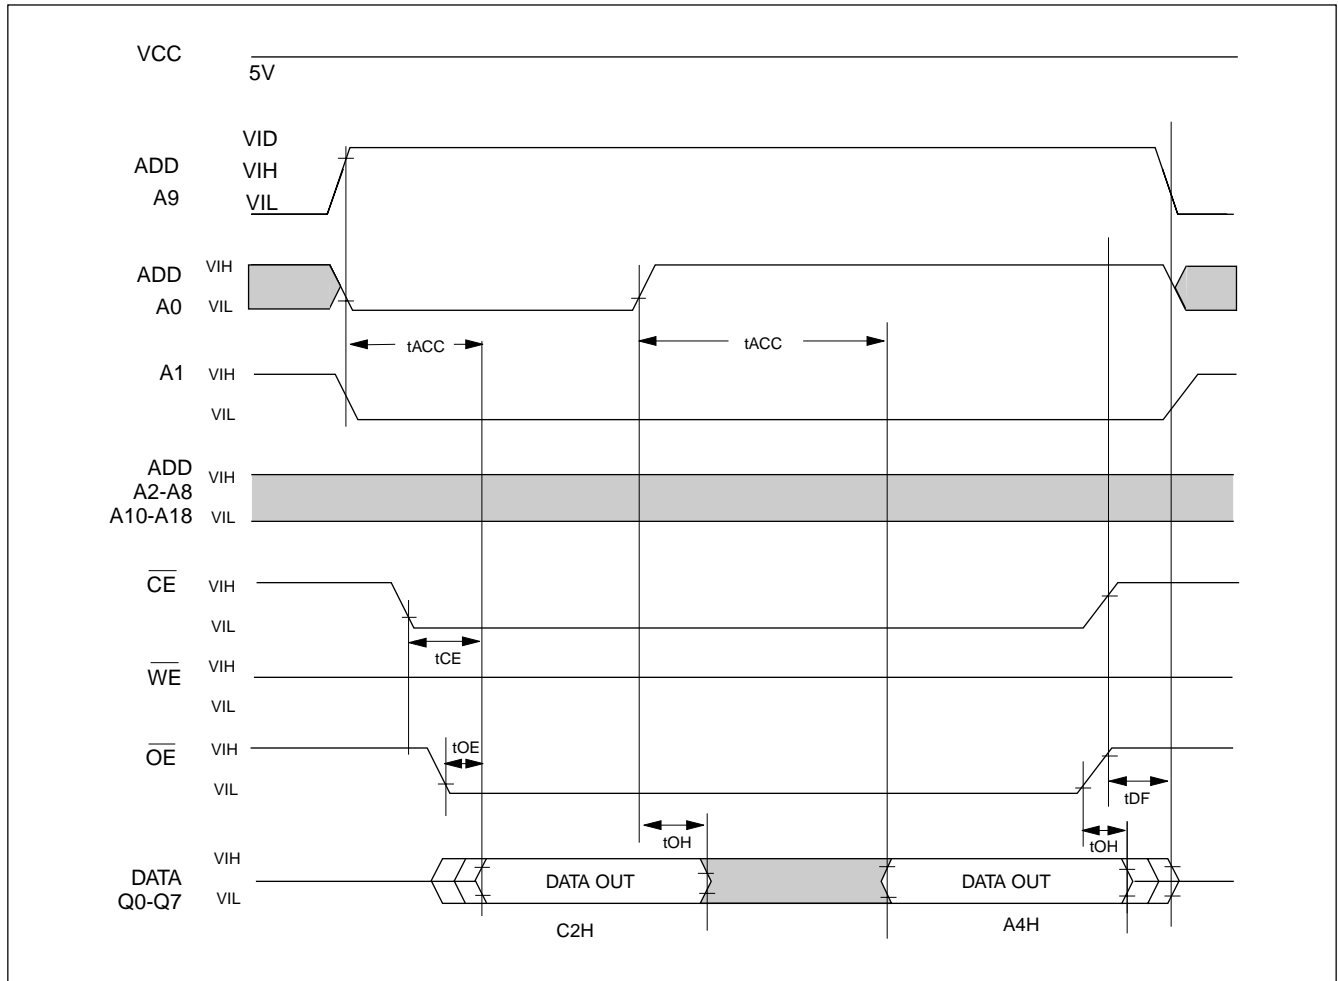 VCC
5V
VID
ADD
VIH
A9
VIL
ADD
VIH
A0
VIL
tACC
tACC
A1
VIH
VIL
ADD
VIH
A2-A8
A10-A18
VIL
CE
VIH
VIL
tCE
WE
VIH
VIL
OE
VIH
tOE
VIL
tDF
tOH
tOH
DATA
VIH
Q0-Q7
VIL
DATA OUT
DATA OUT
C2H
A4H